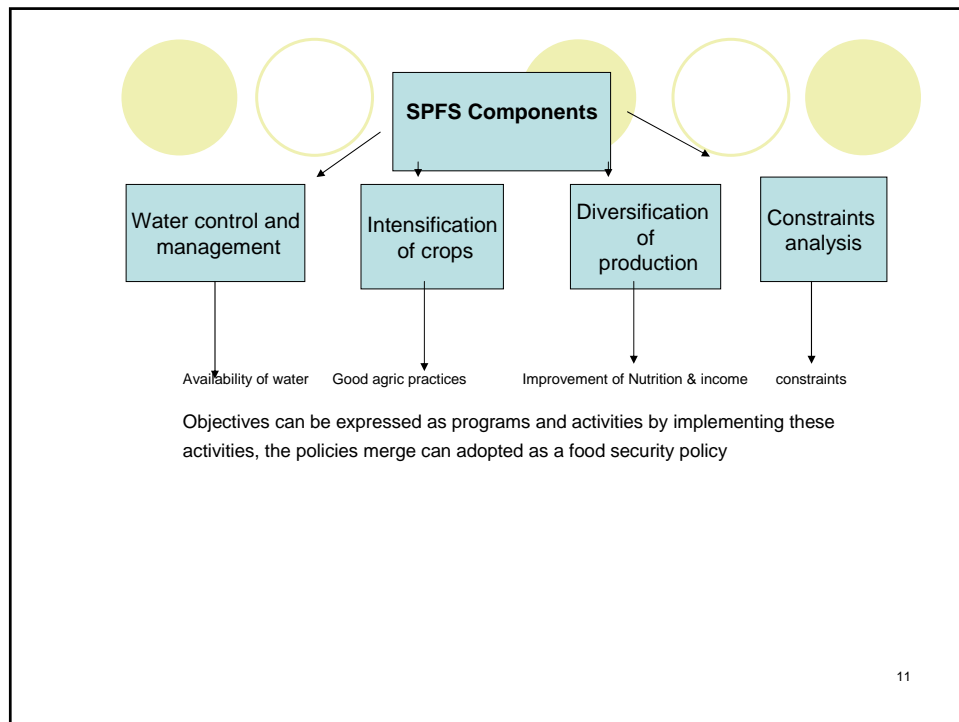 SPFS Components
Water control and
management
Intensification
of crops
Diversification
of
production
Constraints
analysis
Availability of water
Good agric practices
Improvement of Nutrition & income
constraints
Objectives can be expressed as programs and activities by implementing these
activities, the policies merge can adopted as a food security policy
11